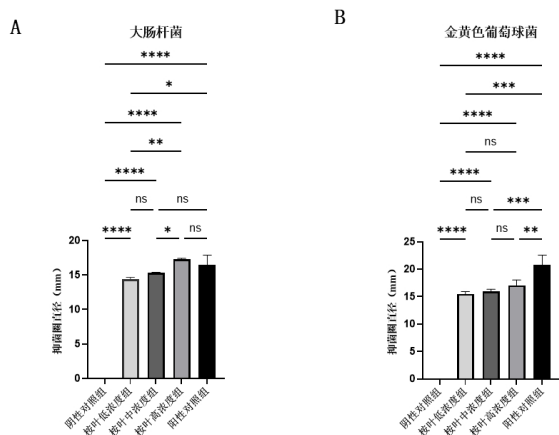 A
大肠杆菌
****
*
****
**
****
ns
ns
****
*
ns
20
15
10
5
0
抑菌圈直径（mm）
阴性对照组
桉叶低浓度组
桉叶中浓度组
桉叶高浓度组
阳性对照组
B
金黄色葡萄球菌
****
***
****
ns
****
ns
***
****
ns
**
25
20
15
10
5
0
抑菌圈直径（mm）
阴性对照组
桉叶低浓度组
桉叶中浓度组
桉叶高浓度组
阳性对照组